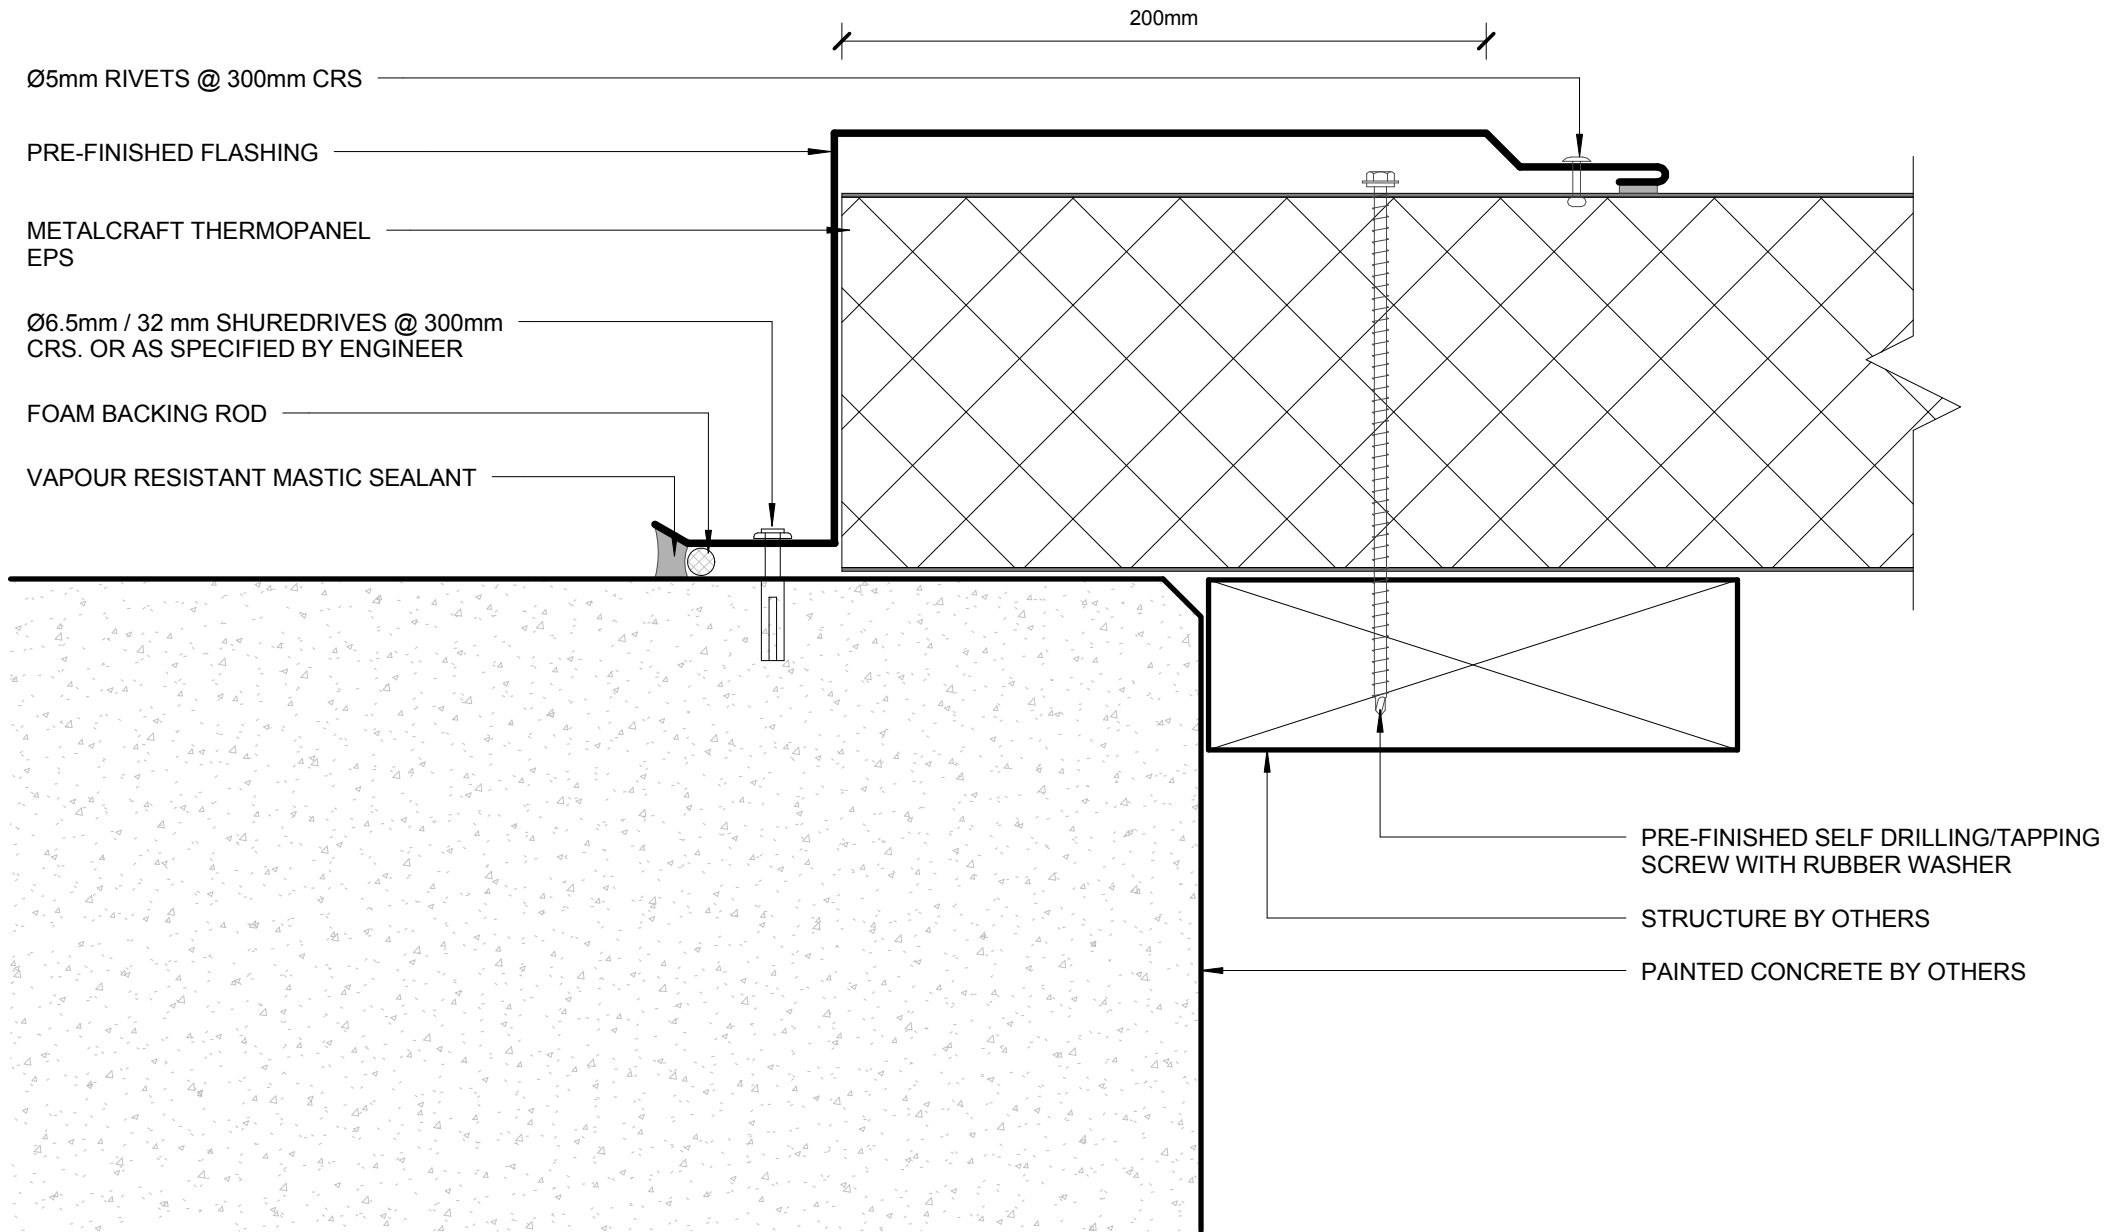 200mm
Ø5mm RIVETS @ 300mm CRS
PRE-FINISHED FLASHING
METALCRAFT THERMOPANEL
EPS
Ø6.5mm / 32 mm SHUREDRIVES @ 300mm
CRS. OR AS SPECIFIED BY ENGINEER
FOAM BACKING ROD
VAPOUR RESISTANT MASTIC SEALANT
PRE-FINISHED SELF DRILLING/TAPPING
SCREW WITH RUBBER WASHER
STRUCTURE BY OTHERS
PAINTED CONCRETE BY OTHERS